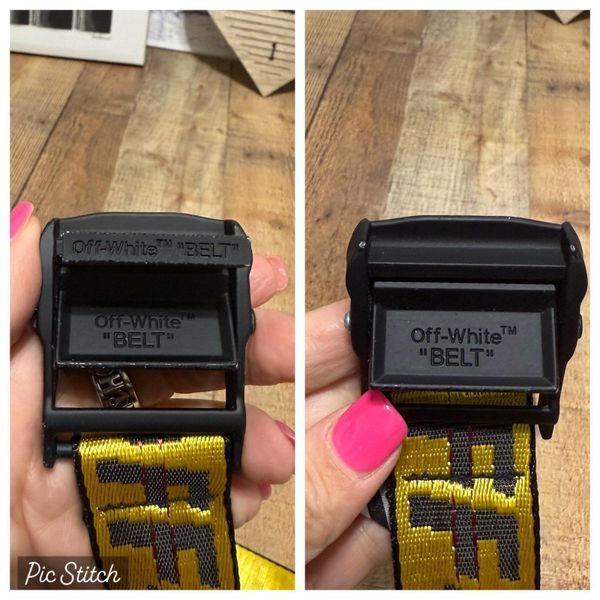 Off-White™ "BELT"
Off-White™
"BELT"
Off-White™
"BELT"
Pic Stitch